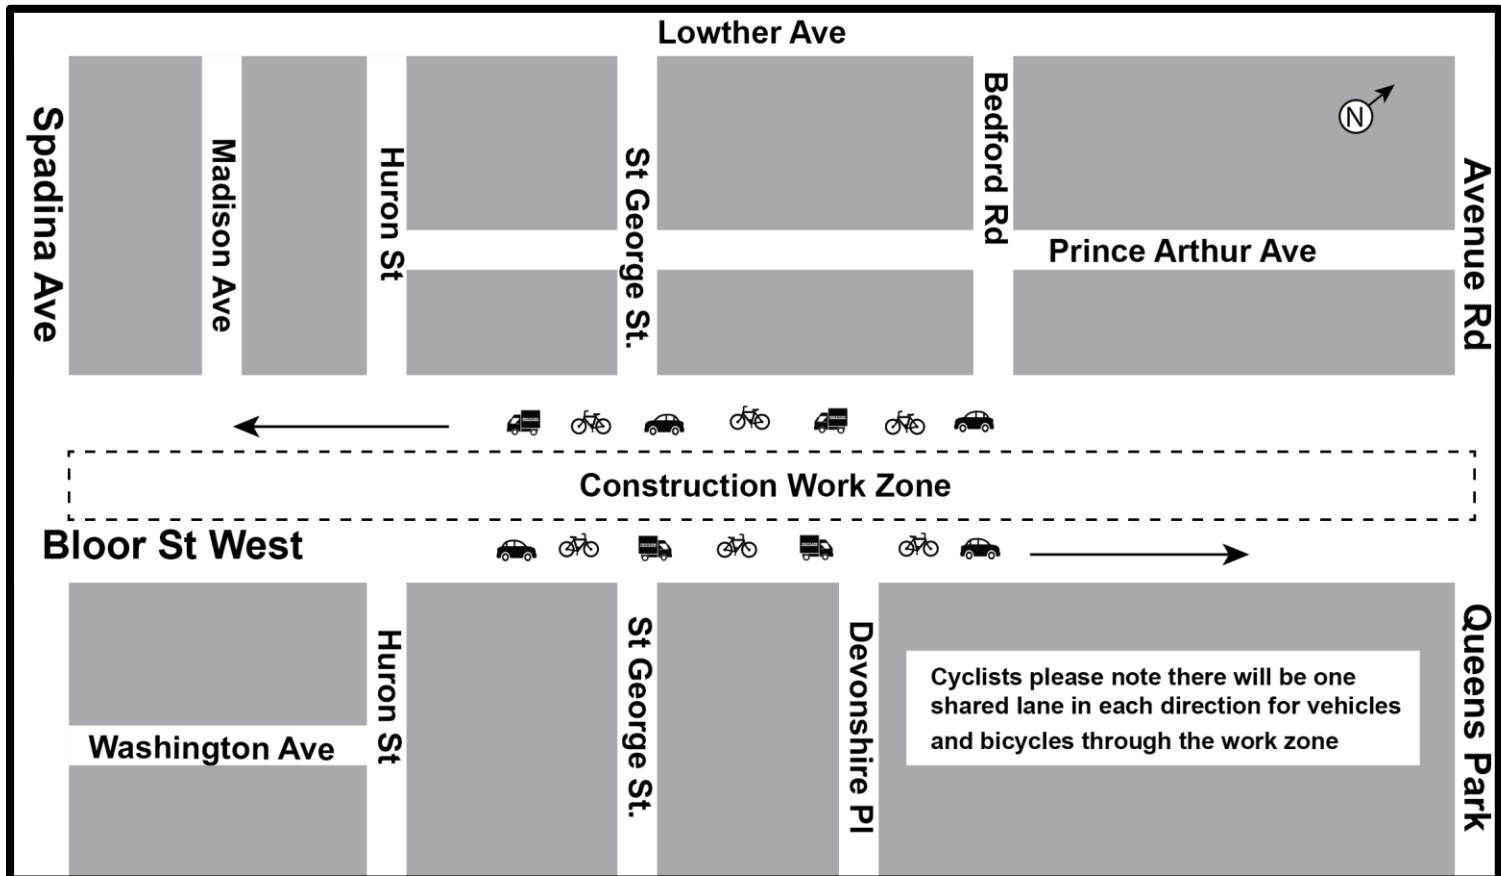 Lowther Ave
Spadina Ave
Madison Ave
Huron St
St George St.
Bedford Rd
N
Avenue Rd
Prince Arthur Ave
Construction Work Zone
Bloor St West
Huron St
St George St.
Devonshire Pl
Queens Park
Washington Ave
Cyclists please note there will be one
shared lane in each direction for vehicles
and bicycles through the work zone